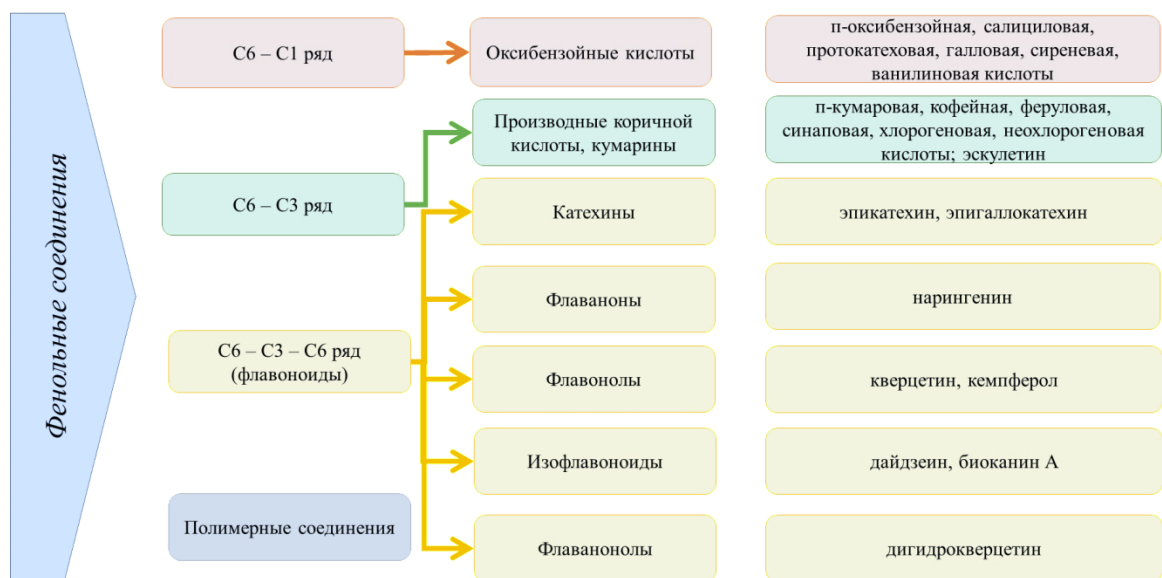 Фенольные соединения
С6 – С1 ряд
Оксибензойные кислоты
п-оксибензойная, салициловая,
протокатеховая, галловая, сиреневая,
ванилиновая кислоты
С6 – С3 ряд
Производные коричной
кислоты, кумарины
п-кумаровая, кофейная, феруловая,
синаповая, хлорогеновая, неохлорогеновая
кислоты; эскулетин
С6 – С3 – С6 ряд
(флавоноиды)
Катехины
эпикатехин, эпигаллокатехин
Флаваноны
нарингенин
Флавонолы
кверцетин, кемпферол
Изофлавоноиды
дайдзеин, биоканин А
Флаванонолы
дигидрокверцетин
Полимерные соединения